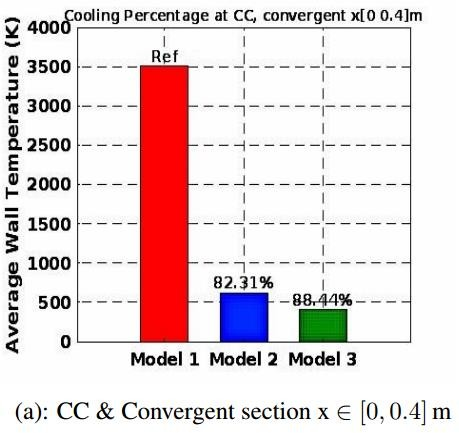 Cooling Percentage at CC, convergent x[0 0.4]m
Average Wall Temperature (K)
4000
3500
3000
2500
2000
1500
1000
500
0
Ref
82.31%
88.44%
Model 1 Model 2 Model 3
(a): CC & Convergent section x ∈ [0, 0.4] m